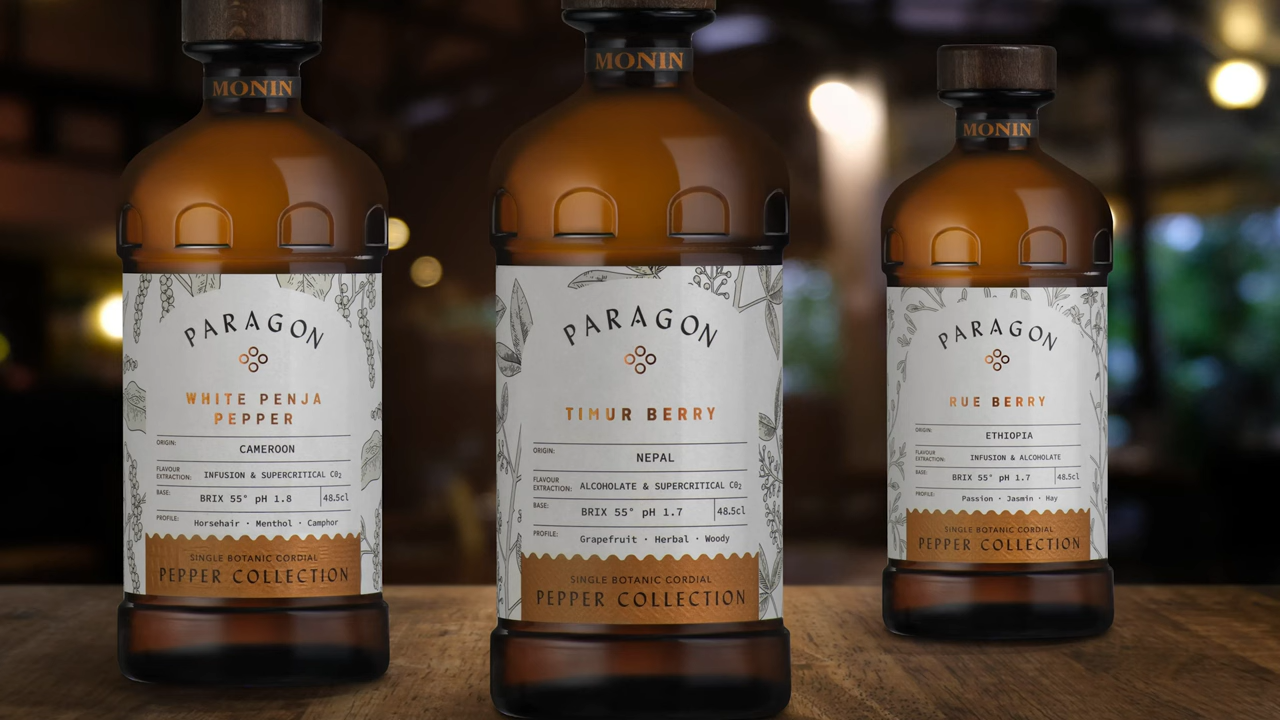 MONIN
PARAGON
WHITE PENJA
PEPPER
ORIGIN:
CAMEROON
FLAVOUR
EXTRACTION:
INFUSION & SUPERCRITICAL CO₂
BASE:
BRIX 55° pH 1.8
48.5cl
PROFILE:
Horsehair · Menthol · Camphor
SINGLE BOTANIC CORDIAL
PEPPER COLLECTION
MONIN
PARAGON
TIMUR BERRY
ORIGIN:
NEPAL
FLAVOUR
EXTRACTION:
ALCOHOLATE & SUPERCRITICAL CO₂
BASE:
BRIX 55° pH 1.7
48.5cl
PROFILE:
Grapefruit · Herbal · Woody
SINGLE BOTANIC CORDIAL
PEPPER COLLECTION
MONIN
PARAGON
RUE BERRY
ORIGIN:
ETHIOPIA
FLAVOUR
EXTRACTION:
INFUSION & ALCOHOLATE
BASE:
BRIX 55° pH 1.7
48.5cl
PROFILE:
Passion · Jasmin · Hay
SINGLE BOTANIC CORDIAL
PEPPER COLLECTION